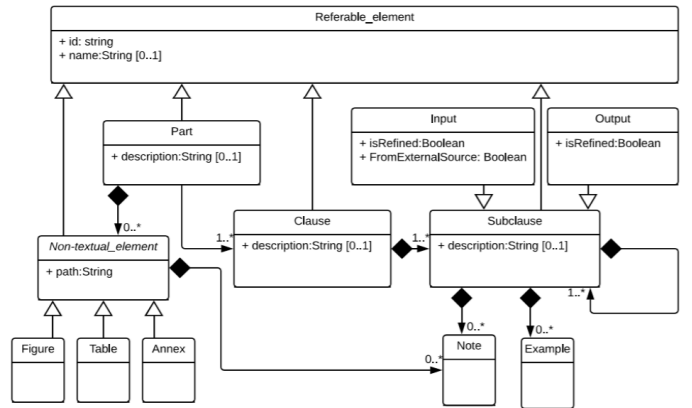 Referable_element
+ id: string
+ name:String [0..1]
Part
+ description:String [0..1]
Input
+ isRefined:Boolean
+ FromExternalSource: Boolean
Output
+ isRefined:Boolean
0..*
Non-textual_element
+ path:String
1..*
Clause
+ description:String [0..1]
1..*
Subclause
+ description:String [0..1]
1..*
0..*
0..*
0..*
Figure
Table
Annex
Note
Example